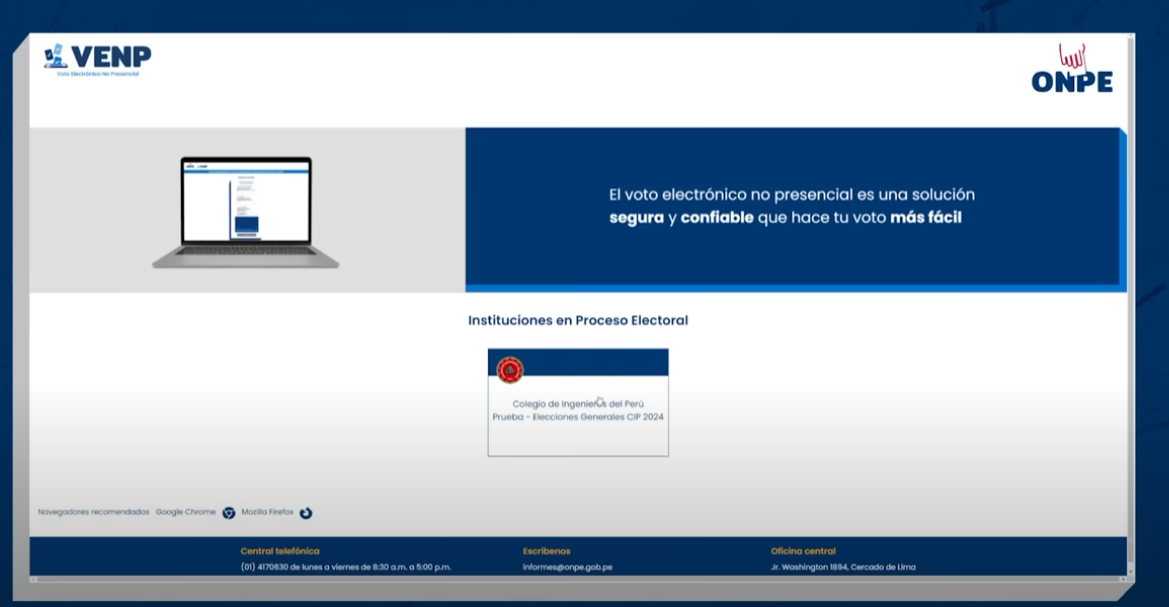 VENP
Voto Electrónico No Presencial
ONPE
El voto electrónico no presencial es una solución
segura y confiable que hace tu voto más fácil
Instituciones en Proceso Electoral
Colegio de Ingenieros del Perú
Prueba - Elecciones Generales CIP 2024
Navegadores recomendados Google Chrome Mozilla Firefox
Central telefónica
(01) 4170630 de lunes a viernes de 8:30 a.m. a 5:00 p.m.
Escríbenos
informes@onpe.gob.pe
Oficina central
Jr. Washington 1894, Cercado de Lima